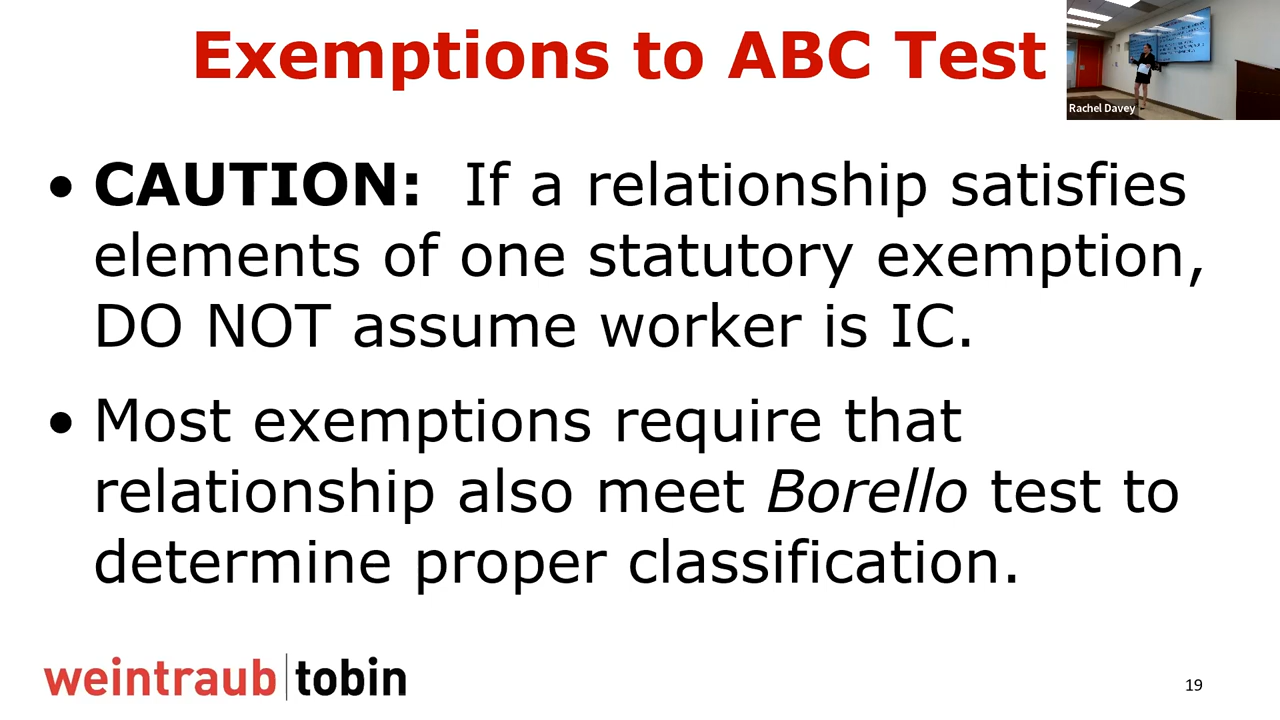 Exemptions to ABC Test
Rachel Davey
• CAUTION: If a relationship satisfies
elements of one statutory exemption,
DO NOT assume worker is IC.
• Most exemptions require that
relationship also meet Borello test to
determine proper classification.
weintraub|tobin
19